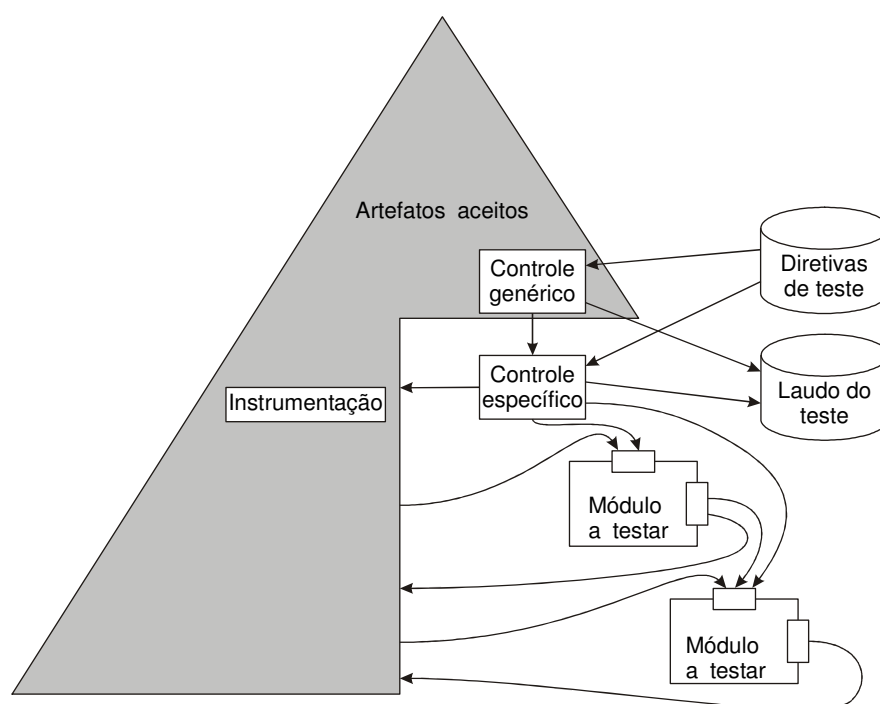 Artefatos aceitos
Controle
genérico
Diretivas
de teste
Controle
específico
Laudo do
teste
Instrumentação
Módulo
a testar
Módulo
a testar